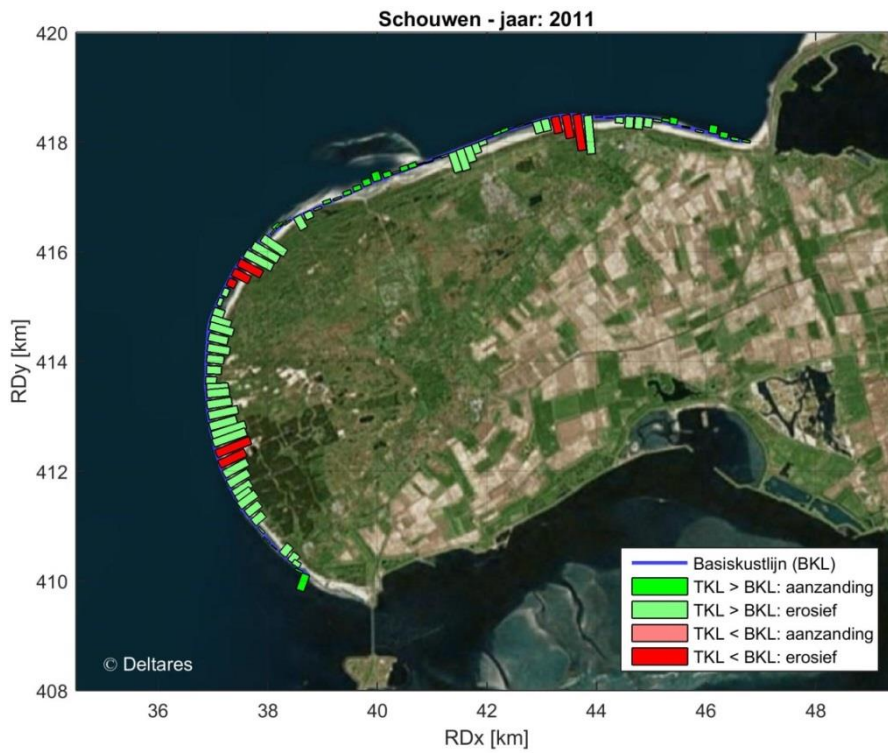 Schouwen - jaar: 2011
420
418
416
414
412
410
408
RDy [km]
36
38
40
42
44
46
48
RDx [km]
Basiskustlijn (BKL)
TKL > BKL: aanzanding
TKL > BKL: erosief
TKL < BKL: aanzanding
TKL < BKL: erosief
© Deltares